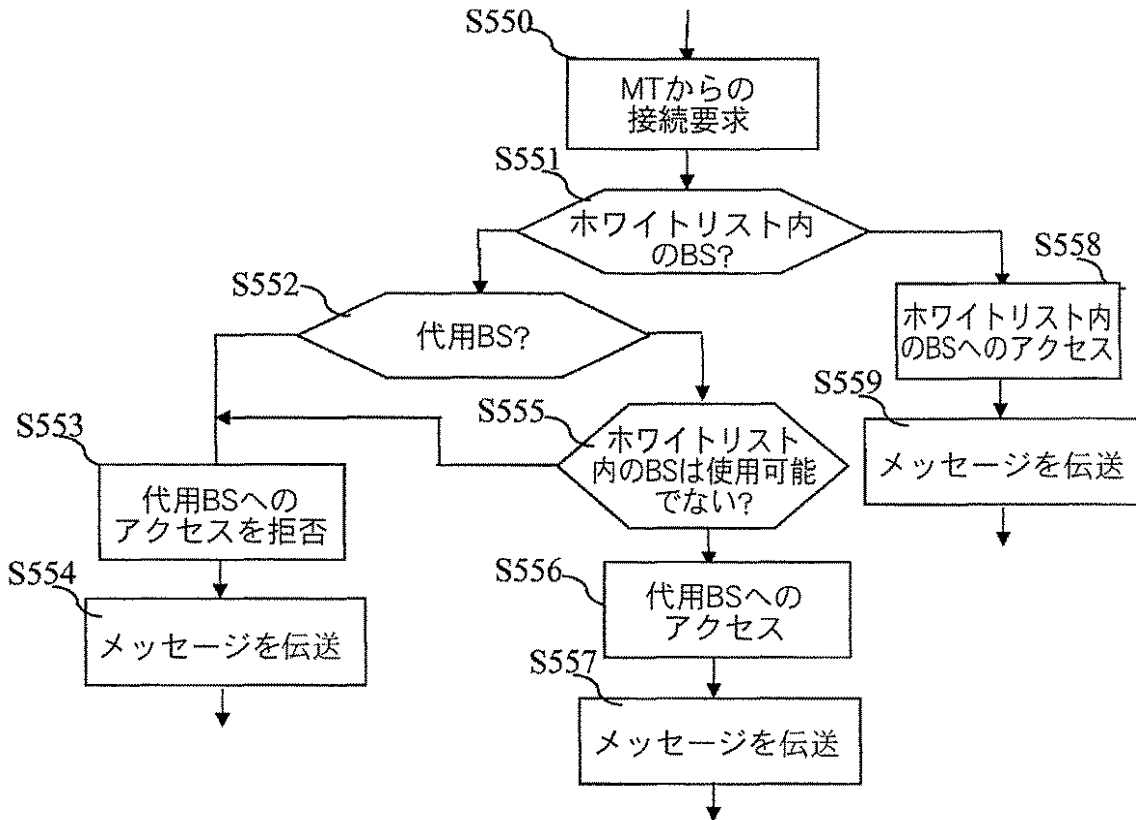 S550
MTからの
接続要求
S551
ホワイトリスト内
のBS?
S558
ホワイトリスト内
のBSへのアクセス
S552
代用BS?
S559
メッセージを伝送
S555
ホワイトリスト
内のBSは使用可能
でない?
S553
代用BSへの
アクセスを拒否
S554
メッセージを伝送
S556
代用BSへの
アクセス
S557
メッセージを伝送